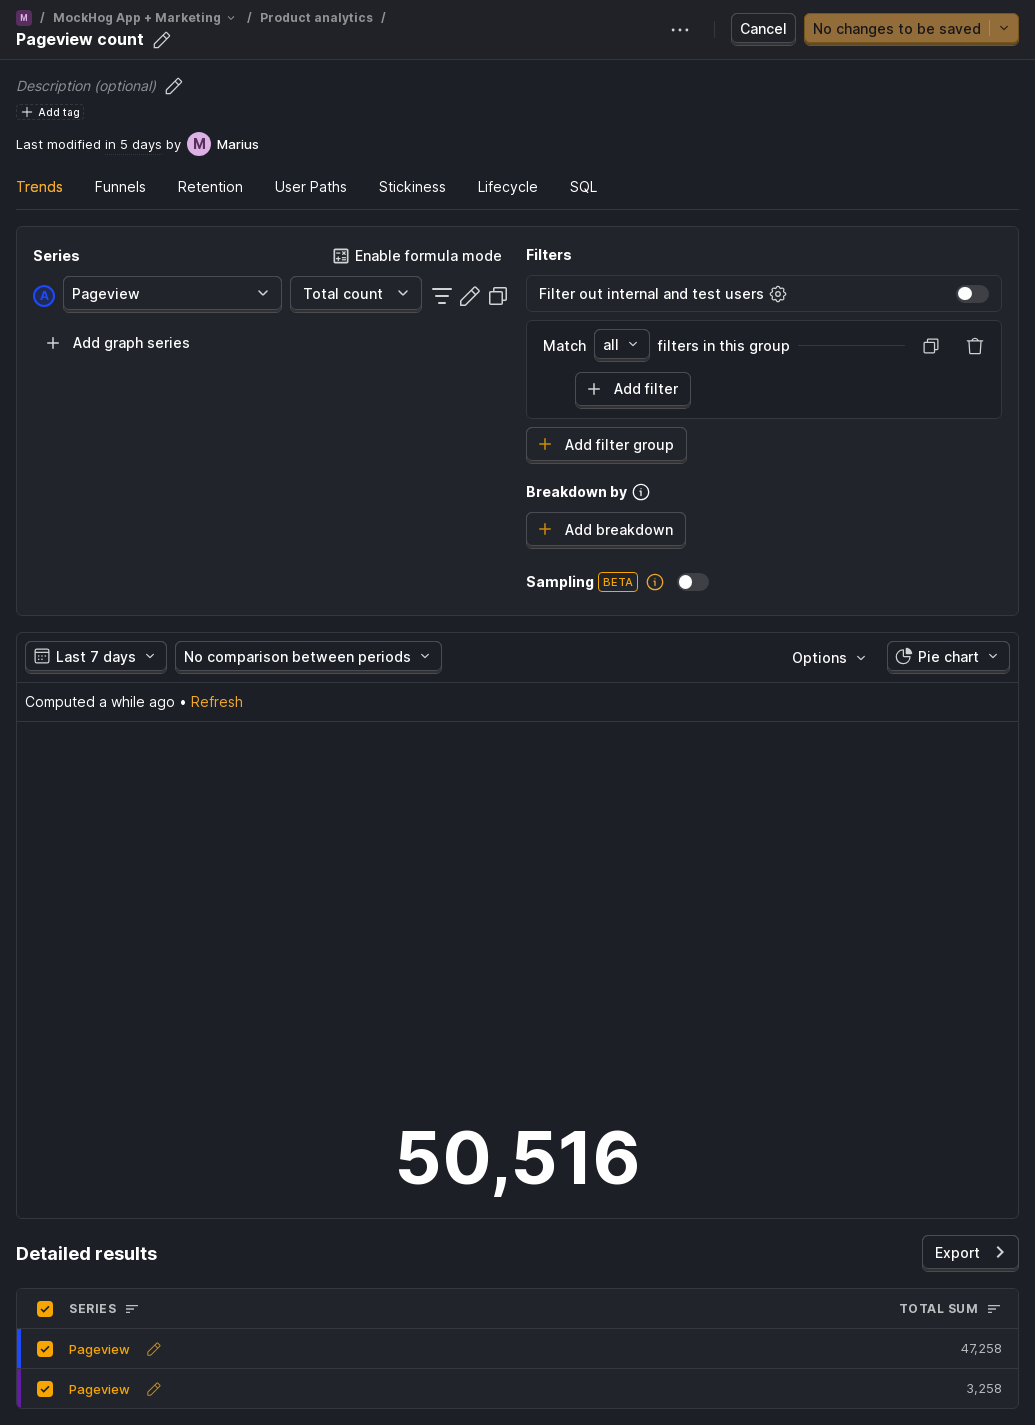 M / MockHog App + Marketing / Product analytics /
Pageview count
Cancel
No changes to be saved
Description (optional)
Add tag
Last modified in 5 days by M Marius
Trends Funnels Retention User Paths Stickiness Lifecycle SQL
Series
Enable formula mode
A Pageview Total count
Add graph series
Filters
Filter out internal and test users
Match all filters in this group
Add filter
Add filter group
Breakdown by
Add breakdown
Sampling BETA
Last 7 days No comparison between periods Options Pie chart
Computed a while ago • Refresh
50,516
Detailed results
Export
SERIES TOTAL SUM
Pageview 47,258
Pageview 3,258